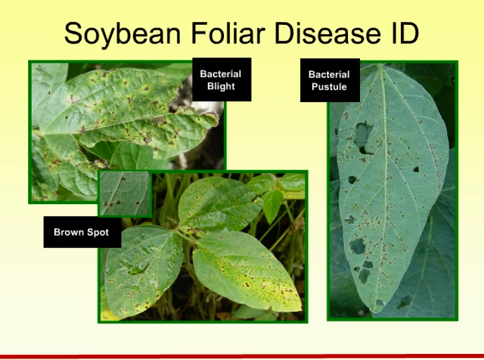 Soybean Foliar Disease ID
Bacterial
Blight
Bacterial
Pustule
Brown Spot